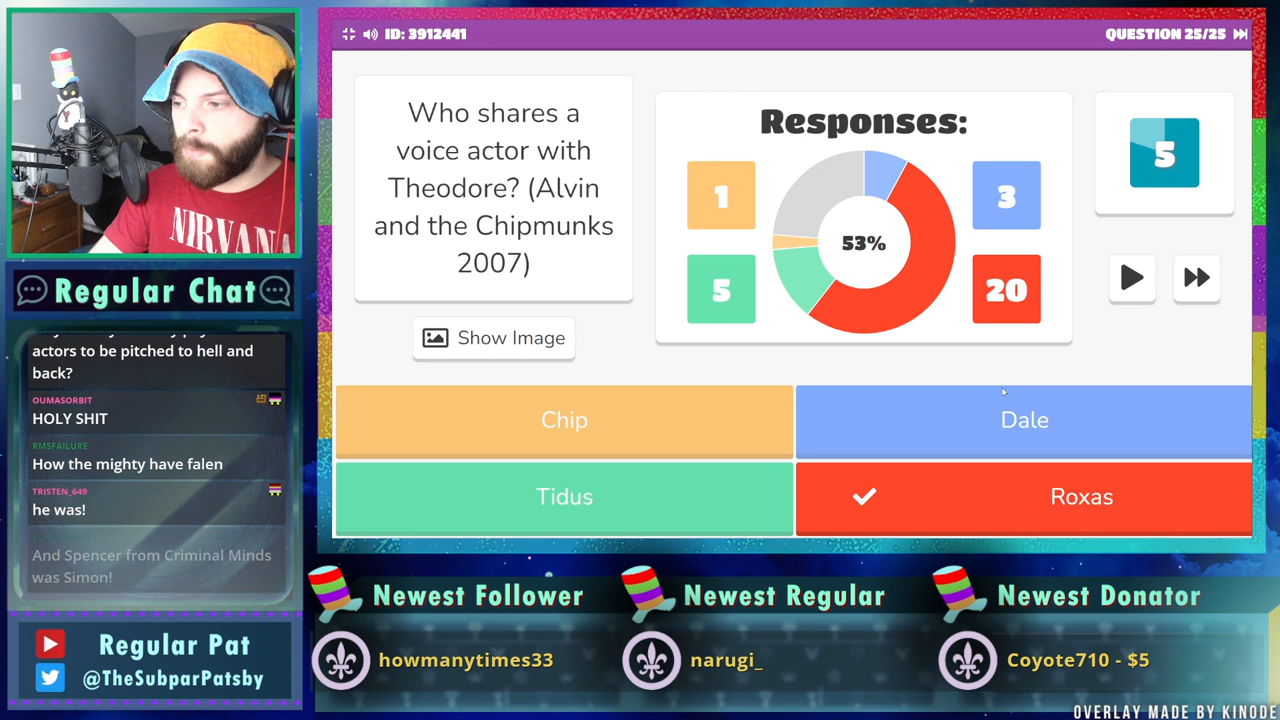 ID: 3912441
QUESTION 25/25
Who shares a
voice actor with
Theodore? (Alvin
and the Chipmunks
2007)
Show Image
Responses:
1
3
5
20
53%
5
Chip
Dale
Tidus
Roxas
NIRVANA
Regular Chat
actors to be pitched to hell and
back?
OUMASORBIT
HOLY SHIT
RMSFAILURE
How the mighty have falen
TRISTEN_649
he was!
And Spencer from Criminal Minds
was Simon!
Regular Pat
@TheSubparPatsby
Newest Follower
howmanytimes33
Newest Regular
narugi_
Newest Donator
Coyote710 - $5
OVERLAY MADE BY KINODE